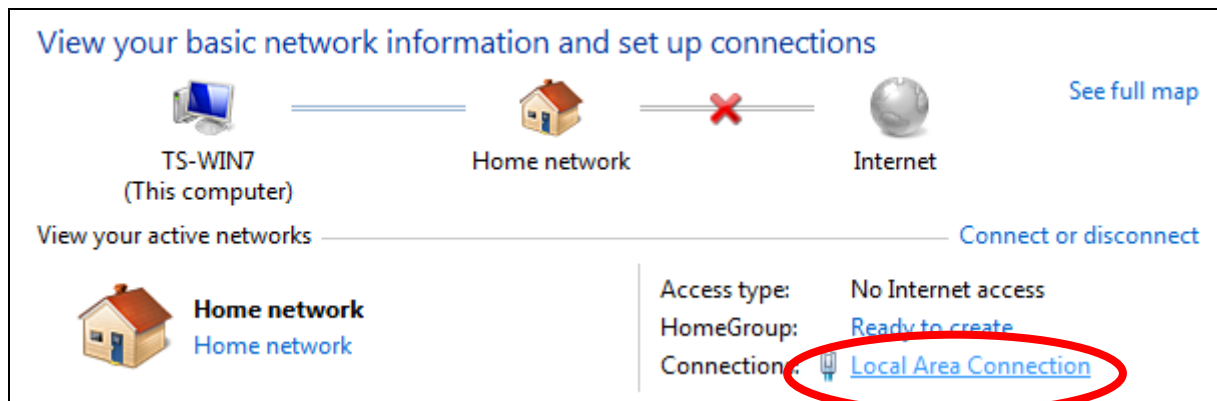 View your basic network information and set up connections
See full map
TS-WIN7
(This computer)
Home network
Internet
View your active networks
Connect or disconnect
Home network
Home network
Access type: No Internet access
HomeGroup: Ready to create
Connections: Local Area Connection